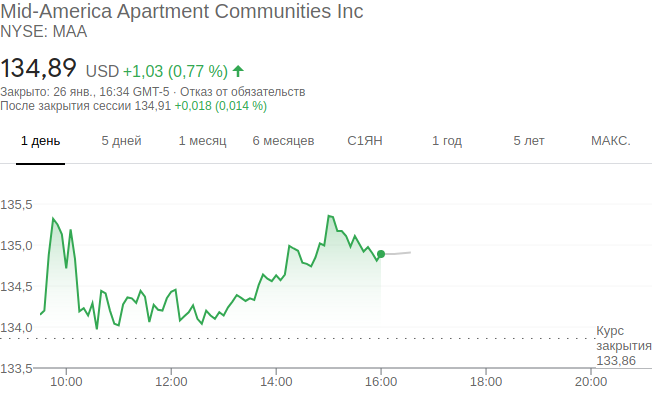 Mid-America Apartment Communities Inc
NYSE: MAA
134,89 USD +1,03 (0,77 %)
Закрыто: 26 янв., 16:34 GMT-5 · Отказ от обязательств
После закрытия сессии 134,91 +0,018 (0,014 %)
1 день 5 дней 1 месяц 6 месяцев С1ЯН 1 год 5 лет МАКС.
135,5
135,0
134,5
134,0
Курс
закрытия
133,86
133,5
10:00 12:00 14:00 16:00 18:00 20:00